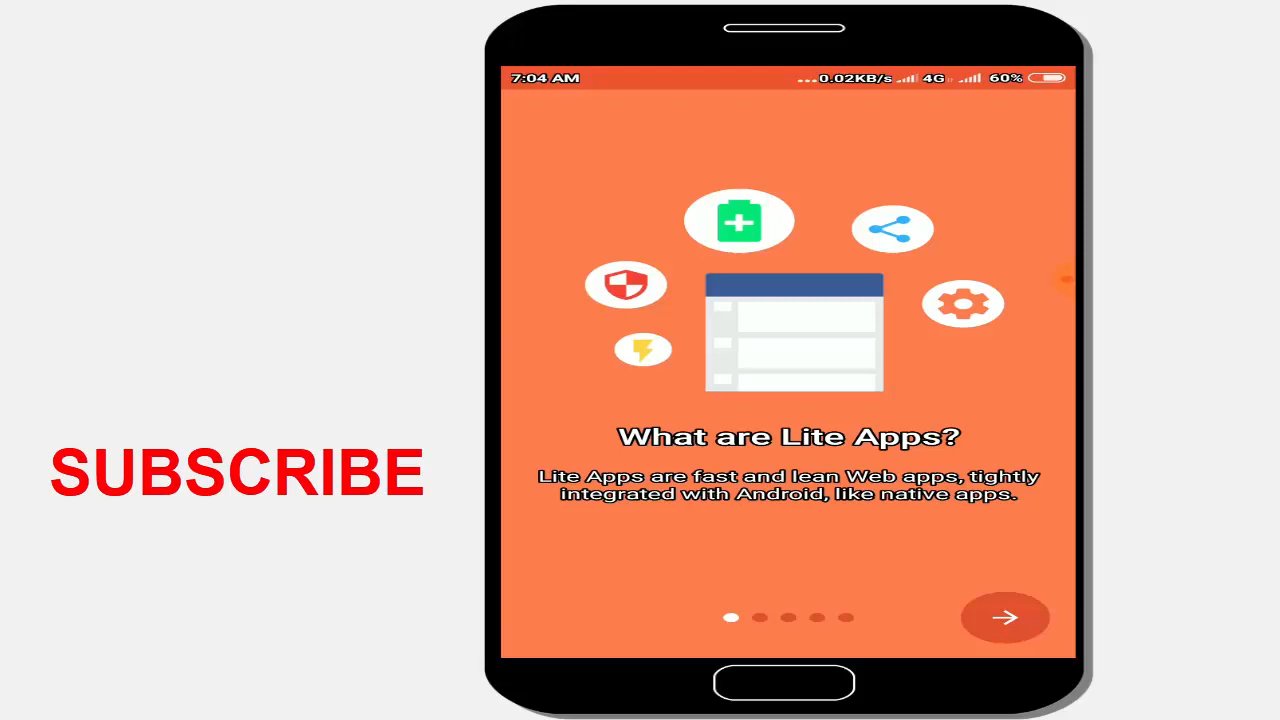 7:04 AM
...0.02KB/s 4G 60%
What are Lite Apps?
Lite Apps are fast and lean Web apps, tightly
integrated with Android, like native apps.
SUBSCRIBE